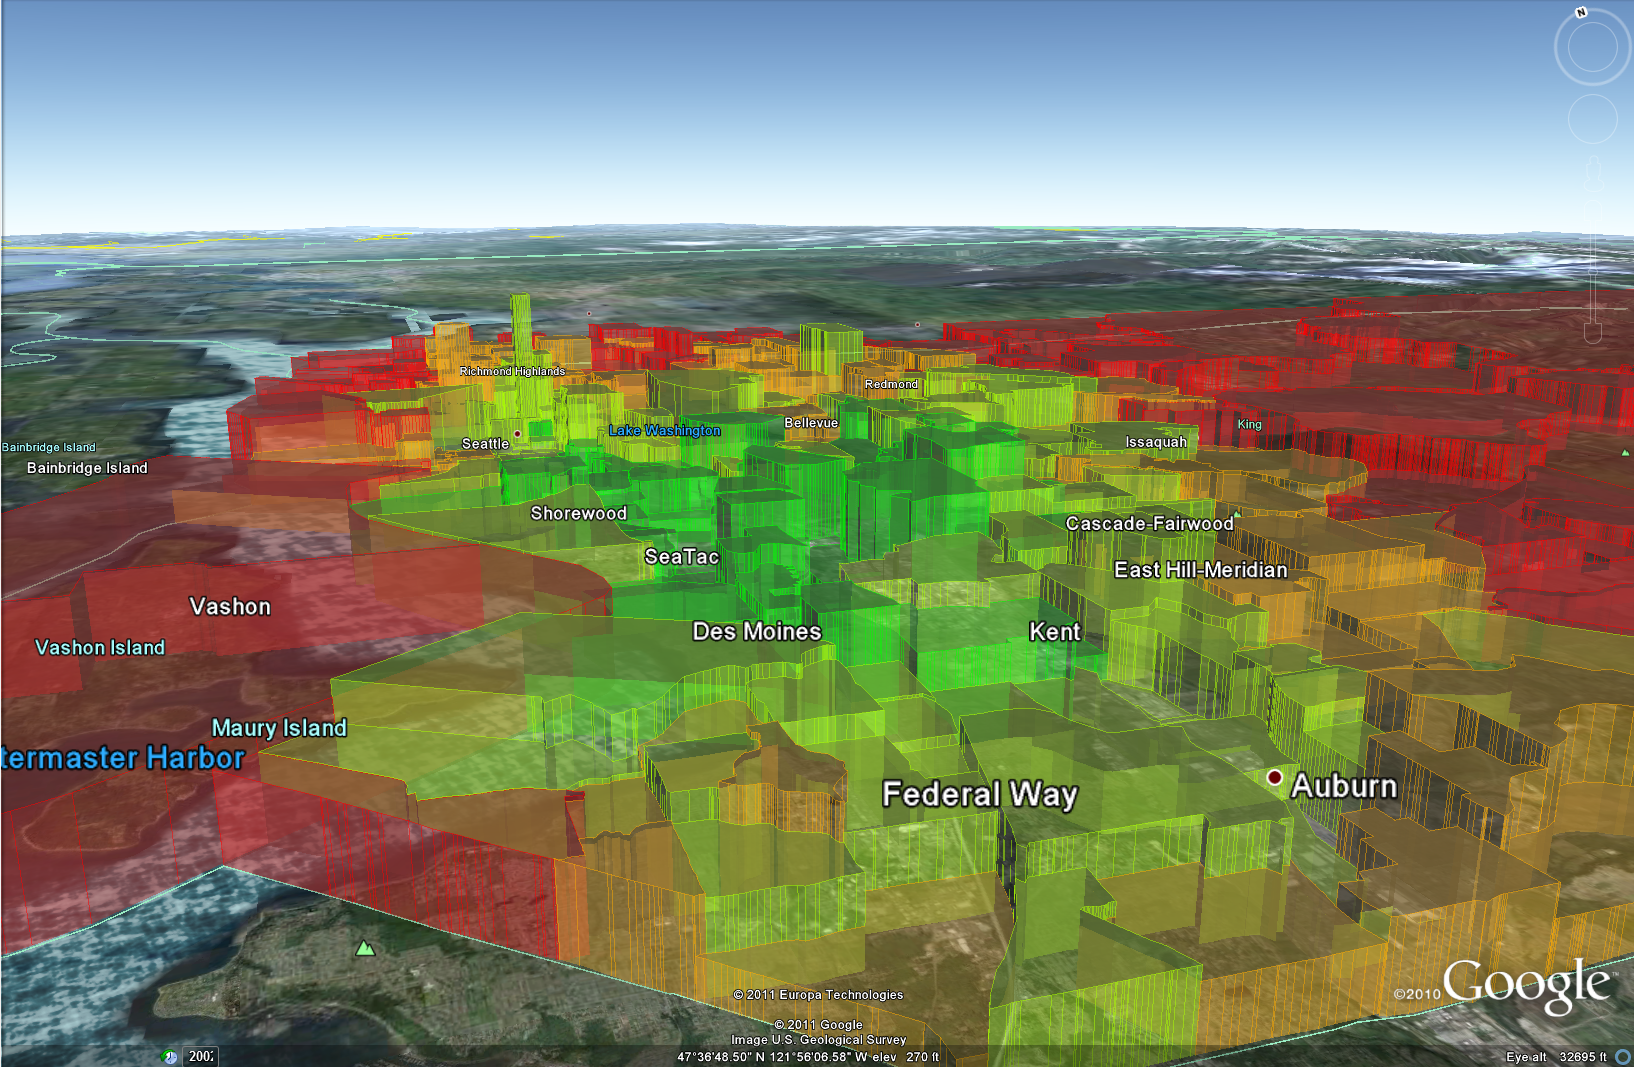 N
Richmond Highlands
Redmond
Seattle
Lake Washington
Bellevue
King
Issaquah
Bainbridge Island
Bainbridge Island
Shorewood
Cascade-Fairwood
SeaTac
East Hill-Meridian
Vashon
Des Moines
Kent
Vashon Island
Maury Island
termaster Harbor
Federal Way
Auburn
© 2011 Europa Technologies
©2010 Google™
© 2011 Google
Image U.S. Geological Survey
2002
47°36'48.50" N 121°56'06.58" W elev 270 ft
Eye alt 32695 ft